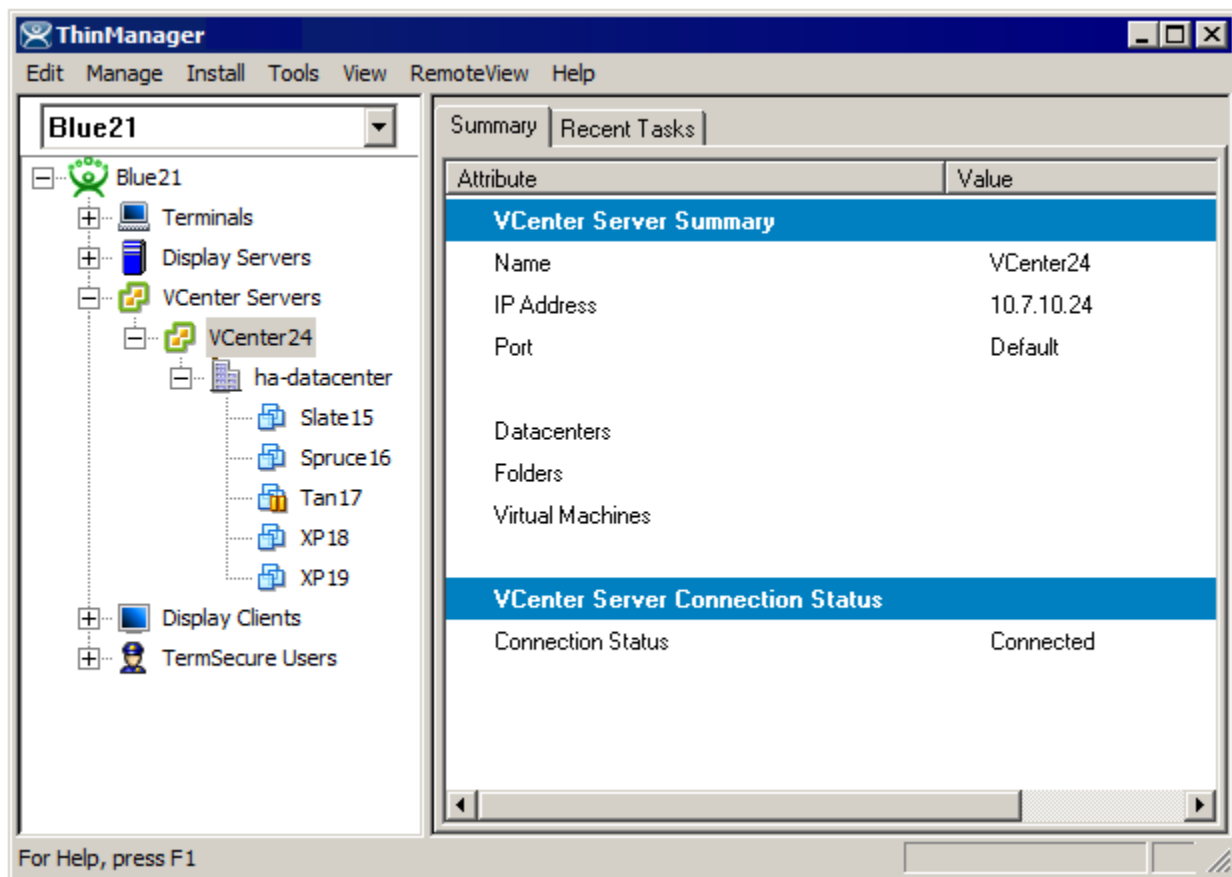 ThinManager
Edit Manage Install Tools View RemoteView Help
Blue21
Blue21
Terminals
Display Servers
VCenter Servers
VCenter24
ha-datacenter
Slate15
Spruce16
Tan17
XP18
XP19
Display Clients
TermSecure Users
Summary Recent Tasks
Attribute Value
VCenter Server Summary
Name VCenter24
IP Address 10.7.10.24
Port Default
Datacenters
Folders
Virtual Machines
VCenter Server Connection Status
Connection Status Connected
For Help, press F1